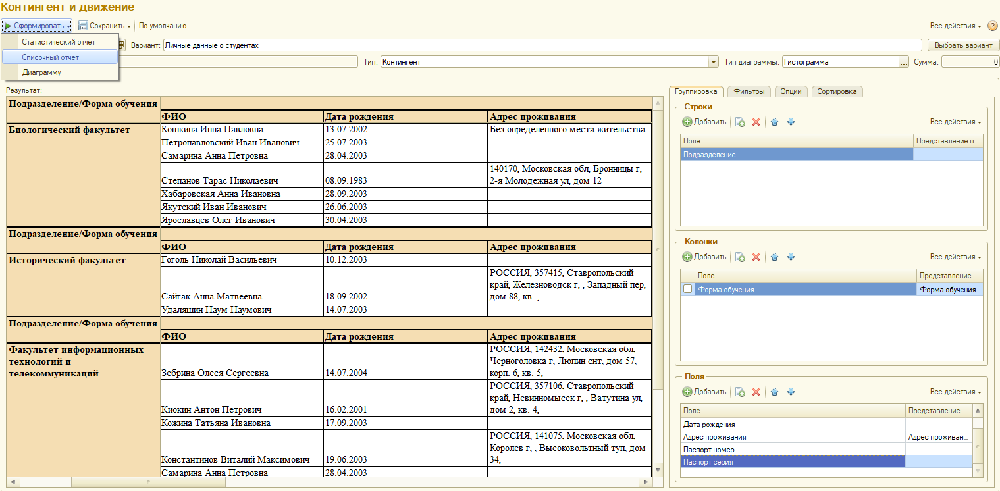 Контингент и движение
Сформировать Сохранить По умолчанию Все действия ?
Статистический отчет
Списочный отчет
Диаграмму
Вариант: Личные данные о студентах Выбрать вариант
Тип: Контингент Тип диаграммы: Гистограмма ... Сумма: 0
Результат:
Подразделение/Форма обучения
ФИО Дата рождения Адрес проживания
Биологический факультет Кошкина Инна Павловна 13.07.2002 Без определенного места жительства
Петропавловский Иван Иванович 25.07.2003
Самарина Анна Петровна 28.04.2003
140170, Московская обл, Бронницы г,
Степанов Тарас Николаевич 08.09.1983 2-я Молодежная ул, дом 12
Хабаровская Анна Ивановна 28.09.2003
Якутский Иван Иванович 26.06.2003
Ярославцев Олег Иванович 30.04.2003
Подразделение/Форма обучения
ФИО Дата рождения Адрес проживания
Исторический факультет Гоголь Николай Васильевич 10.12.2003
РОССИЯ, 357415, Ставропольский
край, Железноводск г, , Западный пер,
Сайгак Анна Матвеевна 18.09.2002 дом 88, кв. ,
Удаляшин Наум Наумович 14.07.2003
Подразделение/Форма обучения
ФИО Дата рождения Адрес проживания
Факультет информационных РОССИЯ, 142432, Московская обл,
технологий и Черноголовка г, Люпин снт, дом 57,
телекоммуникаций Зебрина Олеся Сергеевна 14.07.2004 корп. 6, кв. 5,
РОССИЯ, 357106, Ставропольский
край, Невинномысск г, , Ватутина ул,
Киокин Антон Петрович 16.02.2001 дом 2, кв. 4,
Кожина Татьяна Ивановна 17.09.2003
РОССИЯ, 141075, Московская обл,
Королев г, , Высоковольтный туп, дом
Константинов Виталий Максимович 19.06.2003 34,
Самарина Анна Петровна 28.04.2003
Группировка Фильтры Опции Сортировка
Строки
Добавить Все действия
Поле Представление п...
Подразделение
Колонки
Добавить Все действия
Поле Представление ...
Форма обучения Форма обучения
Поля
Добавить Все действия
Поле Представление
Дата рождения
Адрес проживания Адрес проживан...
Паспорт номер
Паспорт серия